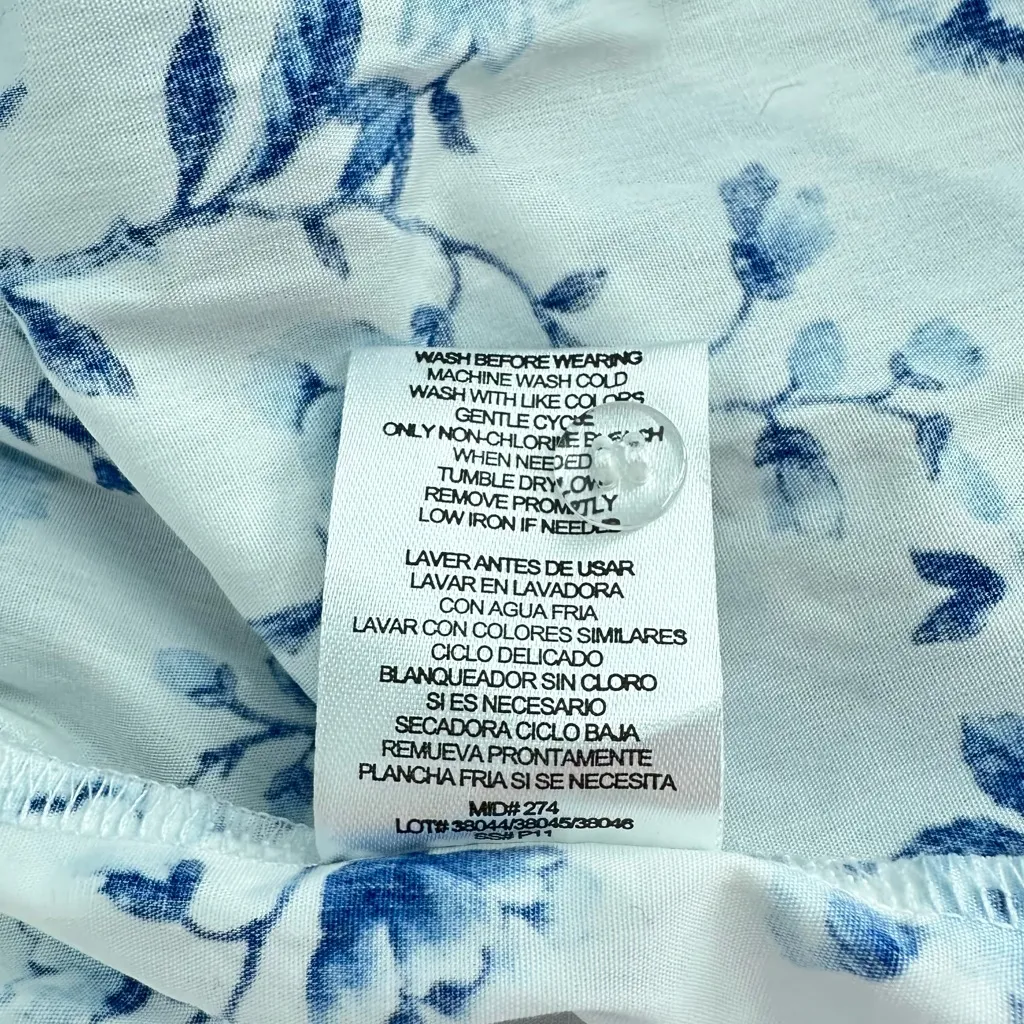 WASH BEFORE WEARING
MACHINE WASH COLD
WASH WITH LIKE COLORS
GENTLE CYCLE
ONLY NON-CHLORINE BLEACH
WHEN NEEDED
TUMBLE DRY LOW
REMOVE PROMPTLY
LOW IRON IF NEEDED
LAVER ANTES DE USAR
LAVAR EN LAVADORA
CON AGUA FRIA
LAVAR CON COLORES SIMILARES
CICLO DELICADO
BLANQUEADOR SIN CLORO
SI ES NECESARIO
SECADORA CICLO BAJA
REMUEVA PRONTAMENTE
PLANCHA FRIA SI SE NECESITA
MID# 274
LOT# 38044/38045/38046
SS# P11